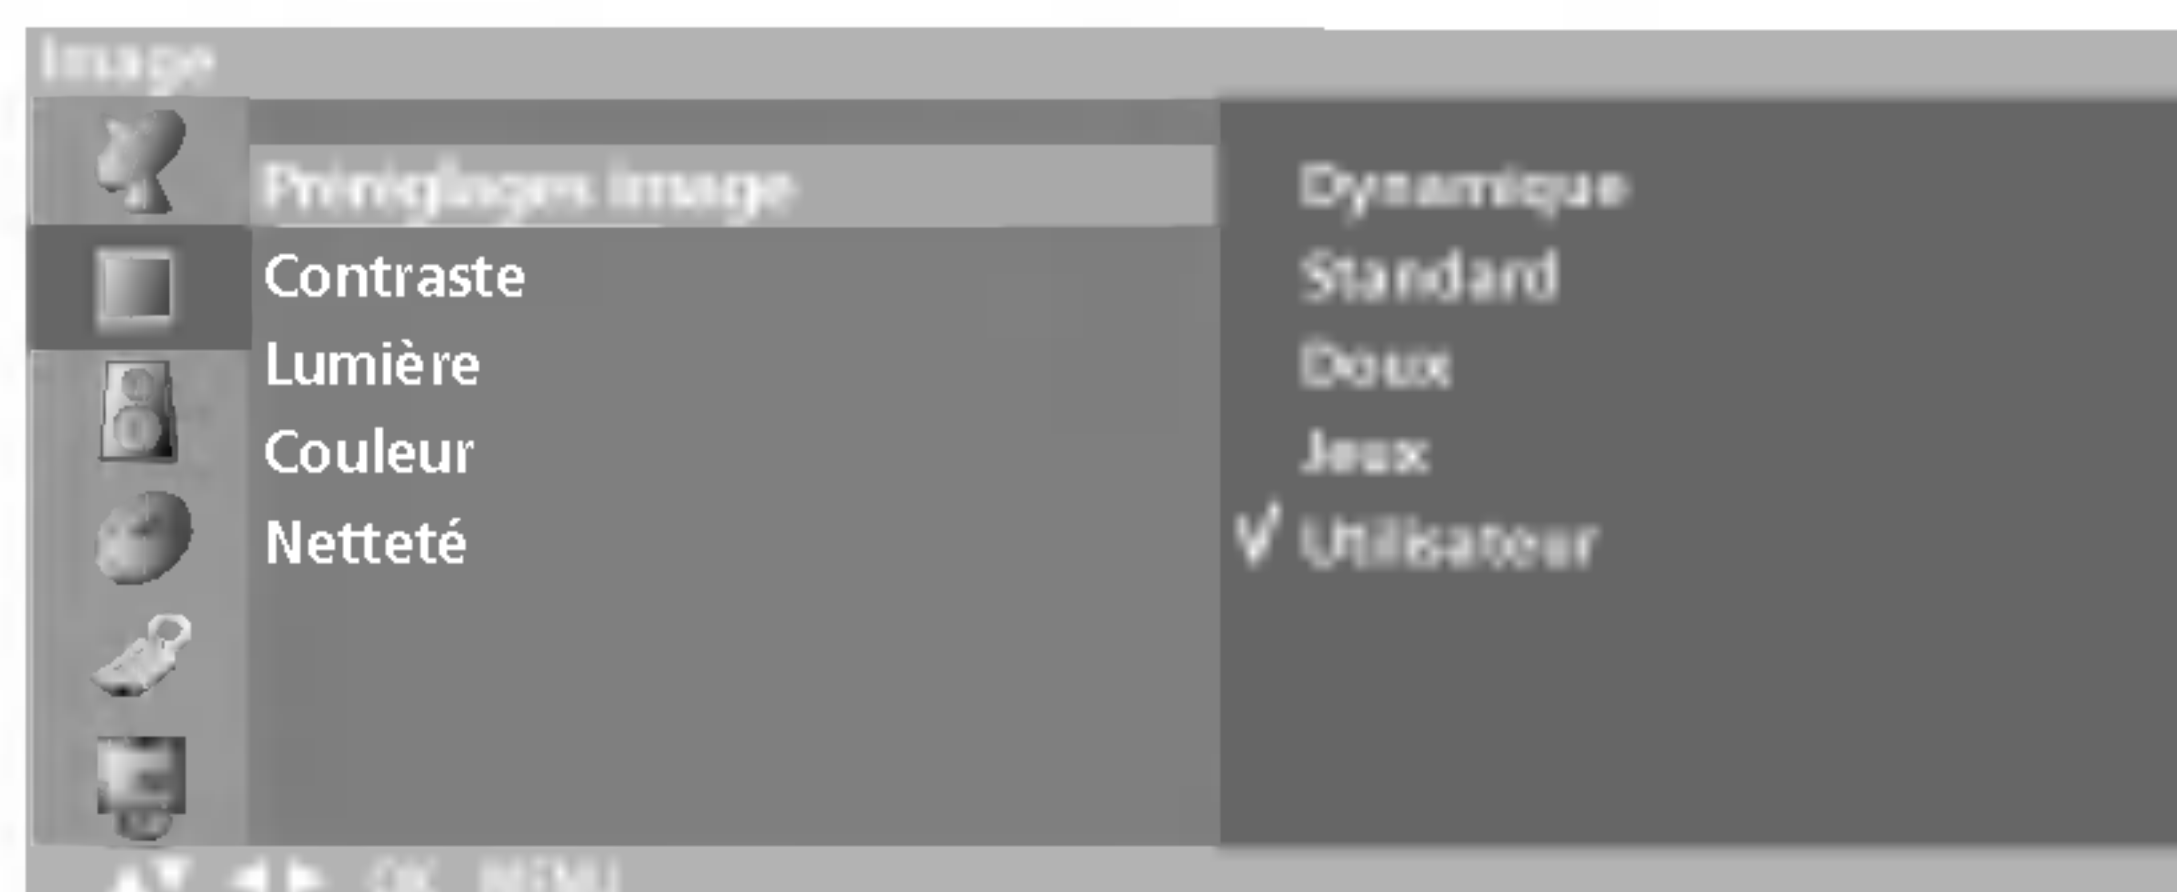 Image
Préréglages image
Contraste
Lumière
Couleur
Netteté
Dynamique
Standard
Doux
Jeux
√ Utilisateur
▲▼ ◀ ▶ OK MENU